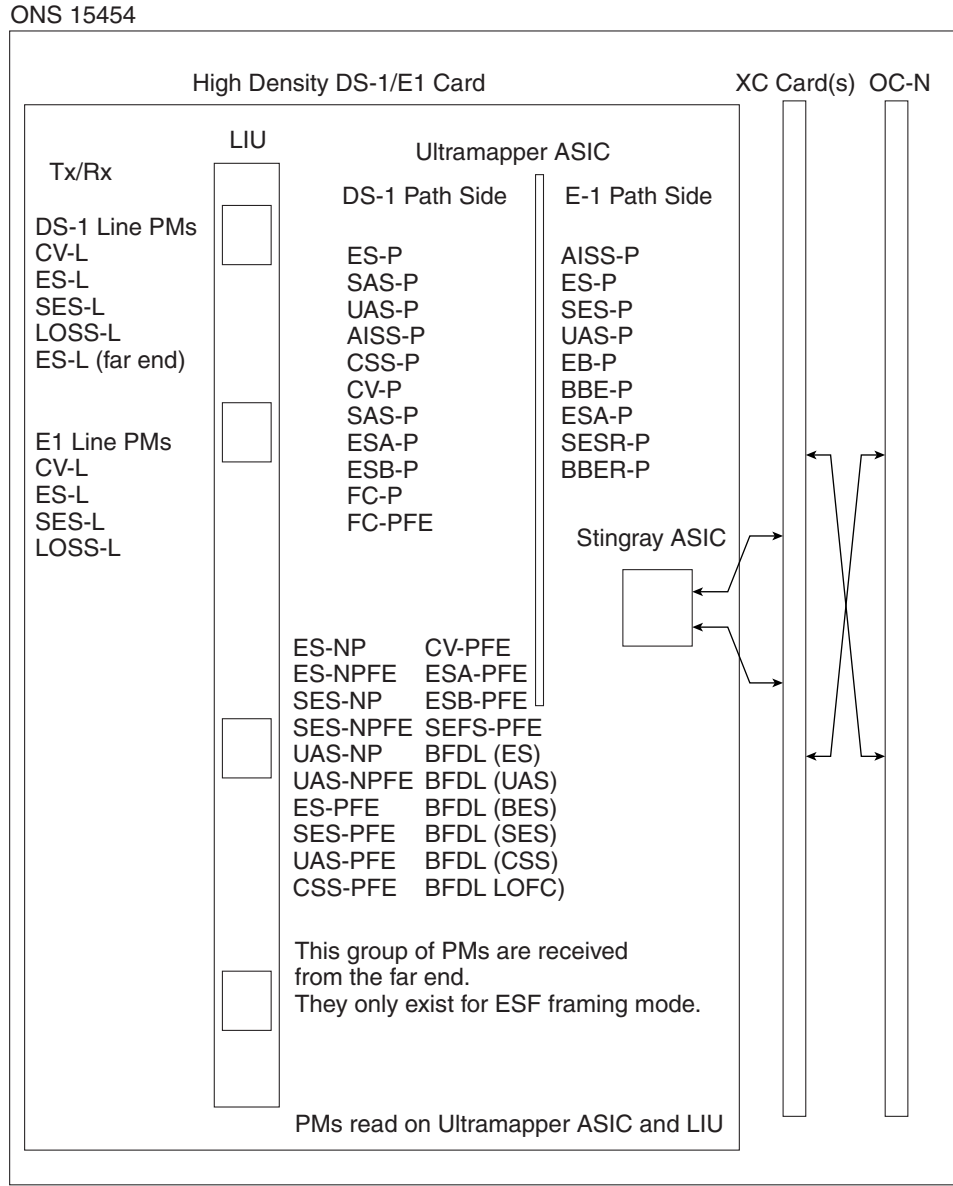 ONS 15454
High Density DS-1/E1 Card
XC Card(s)
OC-N
LIU
Ultramapper ASIC
Tx/Rx
DS-1 Path Side
E-1 Path Side
DS-1 Line PMs
CV-L
ES-L
SES-L
LOSS-L
ES-L (far end)
E1 Line PMs
CV-L
ES-L
SES-L
LOSS-L
ES-P
SAS-P
UAS-P
AISS-P
CSS-P
CV-P
SAS-P
ESA-P
ESB-P
FC-P
FC-PFE
AISS-P
ES-P
SES-P
UAS-P
EB-P
BBE-P
ESA-P
SESR-P
BBER-P
Stingray ASIC
ES-NP
ES-NPFE
SES-NP
SES-NPFE
UAS-NP
UAS-NPFE
ES-PFE
SES-PFE
UAS-PFE
CSS-PFE
CV-PFE
ESA-PFE
ESB-PFE
SEFS-PFE
BFDL (ES)
BFDL (UAS)
BFDL (BES)
BFDL (SES)
BFDL (CSS)
BFDL LOFC)
This group of PMs are received
from the far end.
They only exist for ESF framing mode.
PMs read on Ultramapper ASIC and LIU